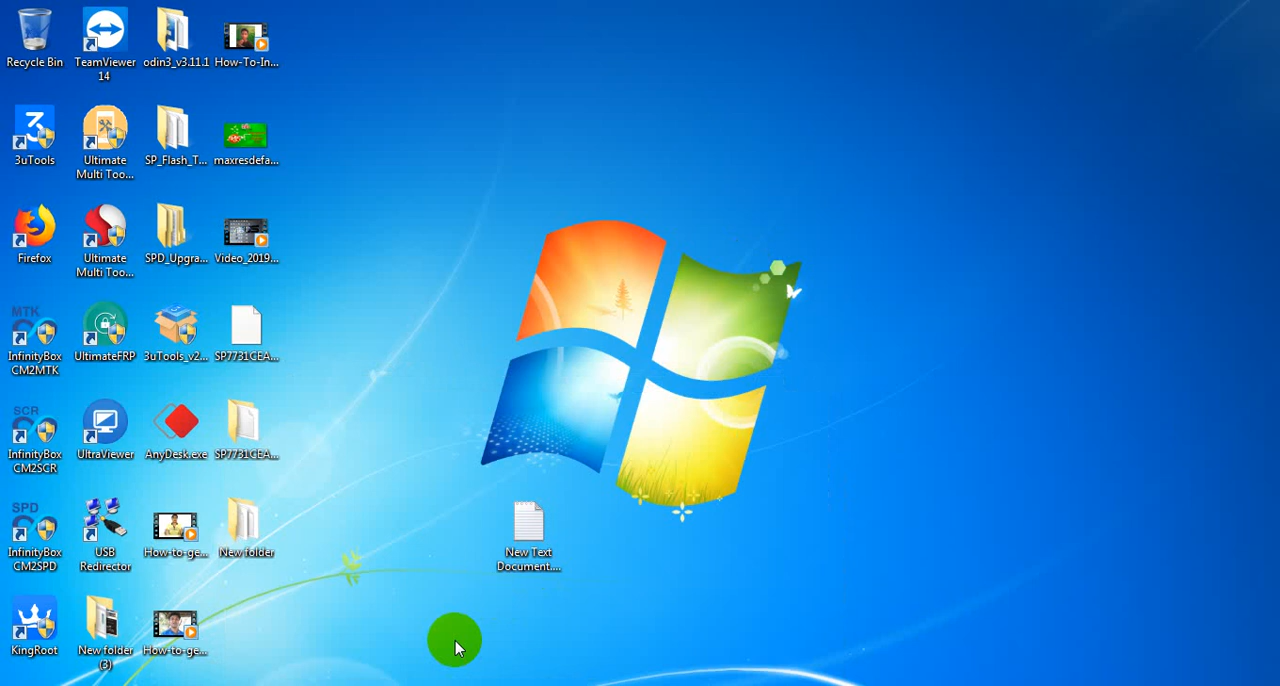 Recycle Bin
TeamViewer
14
odin3_v3.11.1
How-To-In...
3uTools
Ultimate
Multi Too...
SP_Flash_T...
maxresdefa...
Firefox
Ultimate
Multi Too...
SPD_Upgra...
Video_2019...
MTK
InfinityBox
CM2MTK
UltimateFRP
3uTools_v2...
SP7731CEA...
SCR
InfinityBox
CM2SCR
UltraViewer
AnyDesk.exe
SP7731CEA...
SPD
InfinityBox
CM2SPD
USB
Redirector
How-to-ge...
New folder
New Text
Document....
KingRoot
New folder
(3)
How-to-ge...